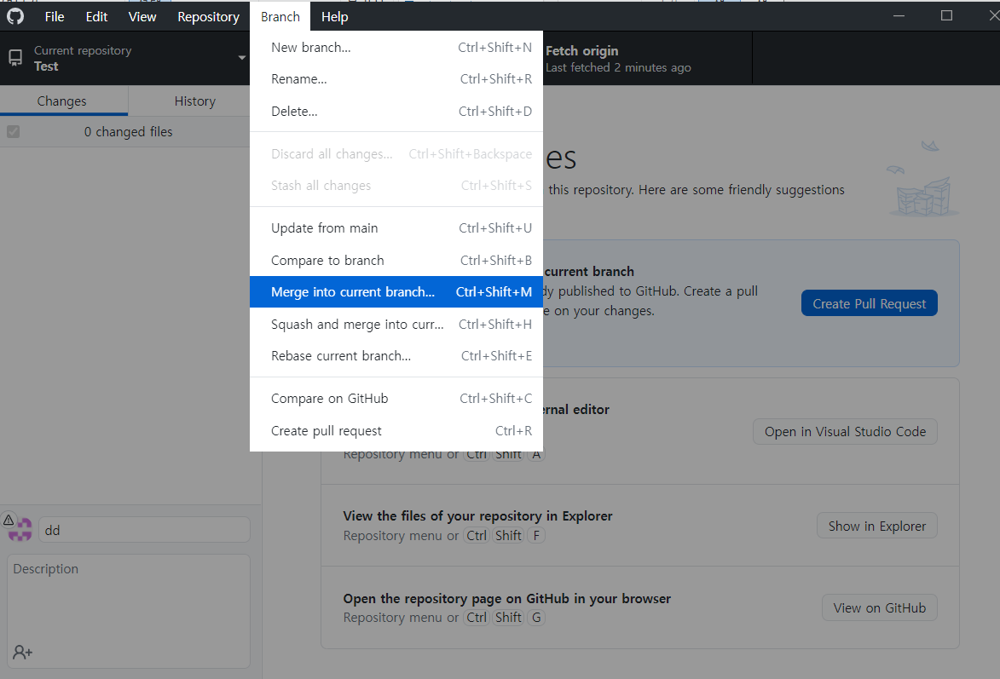 File Edit View Repository Branch Help
Current repository
Test
Fetch origin
Last fetched 2 minutes ago
Changes History
0 changed files
New branch... Ctrl+Shift+N
Rename... Ctrl+Shift+R
Delete... Ctrl+Shift+D
Discard all changes... Ctrl+Shift+Backspace
Stash all changes Ctrl+Shift+S
Update from main Ctrl+Shift+U
Compare to branch Ctrl+Shift+B
Merge into current branch... Ctrl+Shift+M
Squash and merge into curr... Ctrl+Shift+H
Rebase current branch... Ctrl+Shift+E
Compare on GitHub Ctrl+Shift+C
Create pull request Ctrl+R
es
this repository. Here are some friendly suggestions
current branch
dy published to GitHub. Create a pull
e on your changes.
Create Pull Request
ernal editor
Open in Visual Studio Code
Repository menu or Ctrl Shift A
View the files of your repository in Explorer
Repository menu or Ctrl Shift F
Show in Explorer
Open the repository page on GitHub in your browser
Repository menu or Ctrl Shift G
View on GitHub
dd
Description